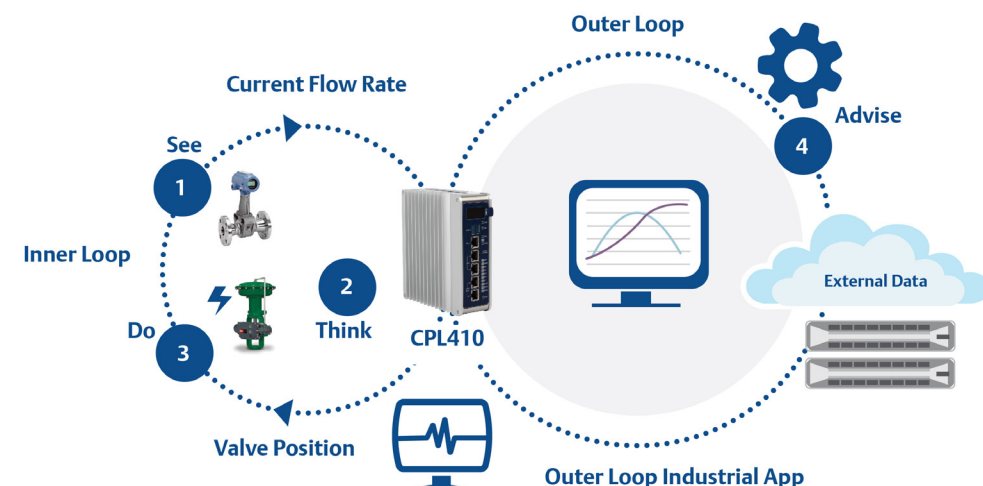 Outer Loop
Current Flow Rate
Advise
4
See
1
Inner Loop
External Data
2
Think
Do
3
CPL410
Valve Position
Outer Loop Industrial App